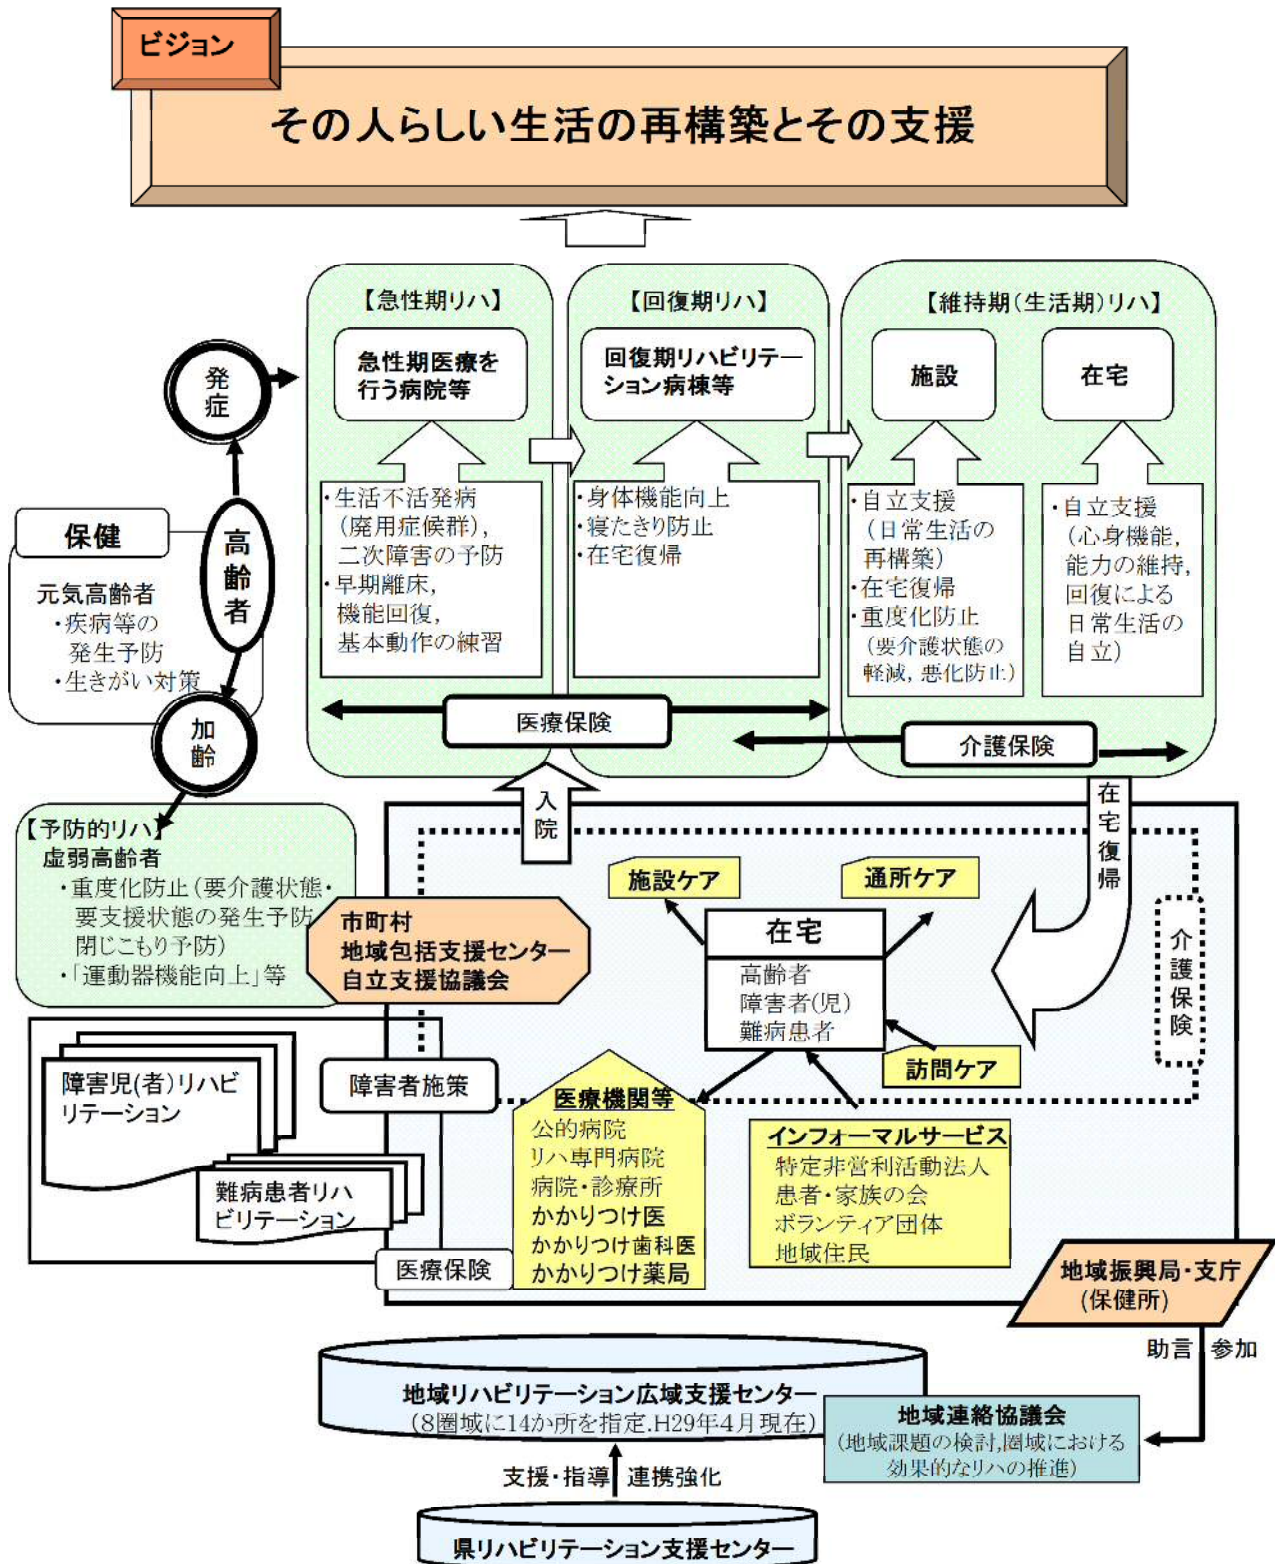 ビジョン
その人らしい生活の再構築とその支援
【急性期リハ】
急性期医療を
行う病院等
・生活不活発病
(廃用症候群),
二次障害の予防
・早期離床,
機能回復,
基本動作の練習
【回復期リハ】
回復期リハビリテー
ション病棟等
・身体機能向上
・寝たきり防止
・在宅復帰
【維持期(生活期)リハ】
施設
・自立支援
(日常生活の
再構築)
・在宅復帰
・重度化防止
(要介護状態の
軽減,悪化防止)
在宅
・自立支援
(心身機能,
能力の維持,
回復による
日常生活の
自立)
医療保険
介護保険
発症
高齢者
加齢
保健
元気高齢者
・疾病等の
発生予防
・生きがい対策
【予防的リハ】
虚弱高齢者
・重度化防止(要介護状態・
要支援状態の発生予防
閉じこもり予防)
・「運動器機能向上」等
入院
在宅復帰
市町村
地域包括支援センター
自立支援協議会
施設ケア
通所ケア
在宅
高齢者
障害者(児)
難病患者
訪問ケア
介護保険
障害児(者)リハビ
リテーション
難病患者リハ
ビリテーション
障害者施策
医療保険
医療機関等
公的病院
リハ専門病院
病院・診療所
かかりつけ医
かかりつけ歯科医
かかりつけ薬局
インフォーマルサービス
特定非営利活動法人
患者・家族の会
ボランティア団体
地域住民
地域振興局・支庁
(保健所)
助言 参加
地域リハビリテーション広域支援センター
(8圏域に14か所を指定.H29年4月現在)
地域連絡協議会
(地域課題の検討,圏域における
効果的なリハの推進)
支援・指導 連携強化
県リハビリテーション支援センター